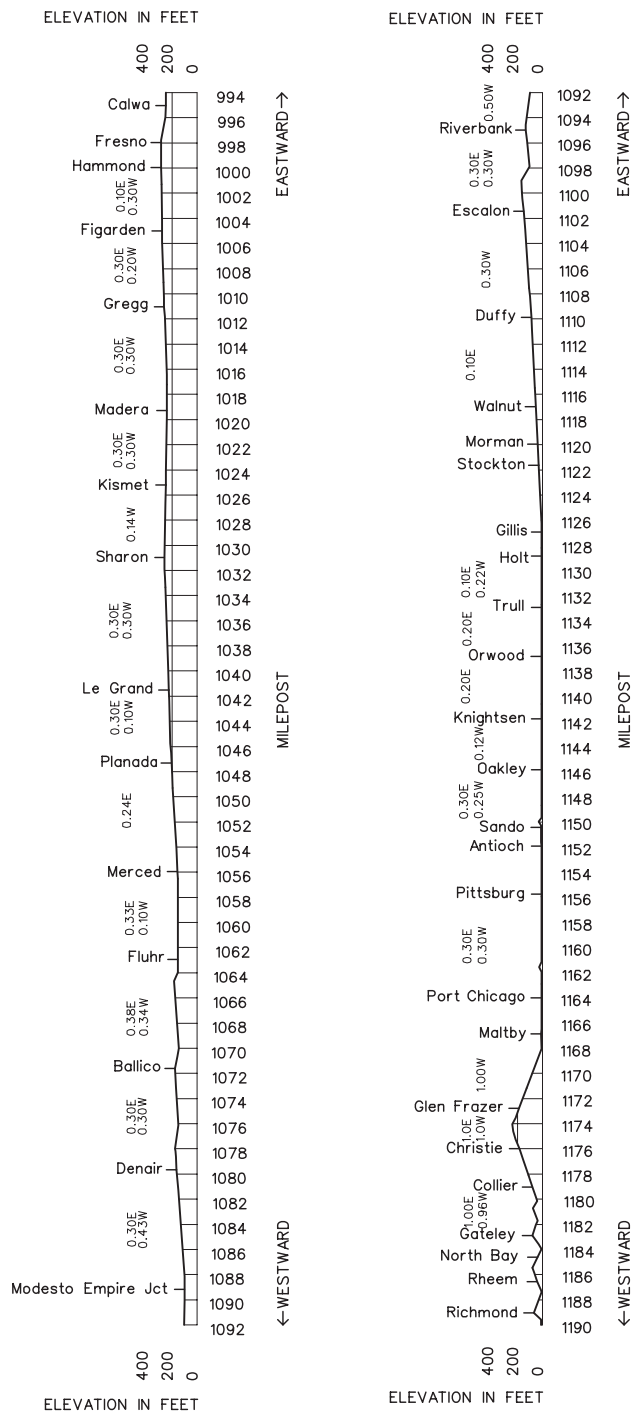 ELEVATION IN FEET
400 200 0
Calwa
Fresno
Hammond
0.10E
0.30W
Figarden
0.30E
0.20W
Gregg
0.30E
0.30W
Madera
0.30E
0.30W
Kismet
0.14W
Sharon
0.30E
0.30W
Le Grand
0.30E
0.10W
Planada
0.24E
Merced
0.33E
0.10W
Fluhr
0.38E
0.34W
Ballico
0.30E
0.30W
Denair
0.30E
0.43W
Modesto Empire Jct
994
996
998
1000
1002
1004
1006
1008
1010
1012
1014
1016
1018
1020
1022
1024
1026
1028
1030
1032
1034
1036
1038
1040
1042
1044
1046
1048
1050
1052
1054
1056
1058
1060
1062
1064
1066
1068
1070
1072
1074
1076
1078
1080
1082
1084
1086
1088
1090
1092
EASTWARD→
MILEPOST
←WESTWARD
400 200 0
ELEVATION IN FEET
ELEVATION IN FEET
400 200 0
0.50W
Riverbank
0.30E
0.30W
Escalon
0.30W
Duffy
0.10E
Walnut
Morman
Stockton
Gillis
Holt
0.10E
0.22W
Trull
0.20E
Orwood
0.20E
Knightsen
0.12W
Oakley
0.30E
0.25W
Sando
Antioch
Pittsburg
0.30E
0.30W
Port Chicago
Maltby
1.00W
Glen Frazer
1.0E
1.0W
Christie
Collier
1.00E
0.96W
Gateley
North Bay
Rheem
Richmond
1092
1094
1096
1098
1100
1102
1104
1106
1108
1110
1112
1114
1116
1118
1120
1122
1124
1126
1128
1130
1132
1134
1136
1138
1140
1142
1144
1146
1148
1150
1152
1154
1156
1158
1160
1162
1164
1166
1168
1170
1172
1174
1176
1178
1180
1182
1184
1186
1188
1190
EASTWARD→
MILEPOST
←WESTWARD
400 200 0
ELEVATION IN FEET